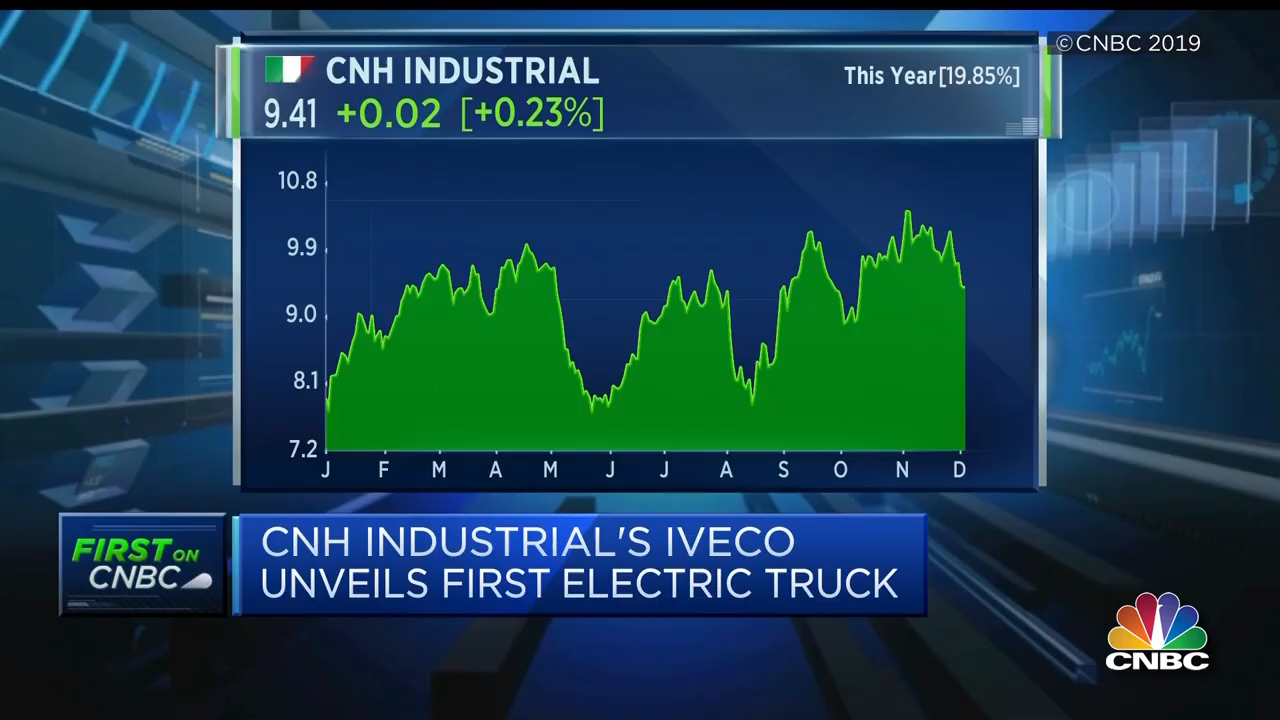 ©CNBC 2019
CNH INDUSTRIAL
This Year[19.85%]
9.41 +0.02 [+0.23%]
10.8
9.9
9.0
8.1
7.2
J F M A M J J A S O N D
FIRST ON
CNBC
CNH INDUSTRIAL'S IVECO
UNVEILS FIRST ELECTRIC TRUCK
CNBC